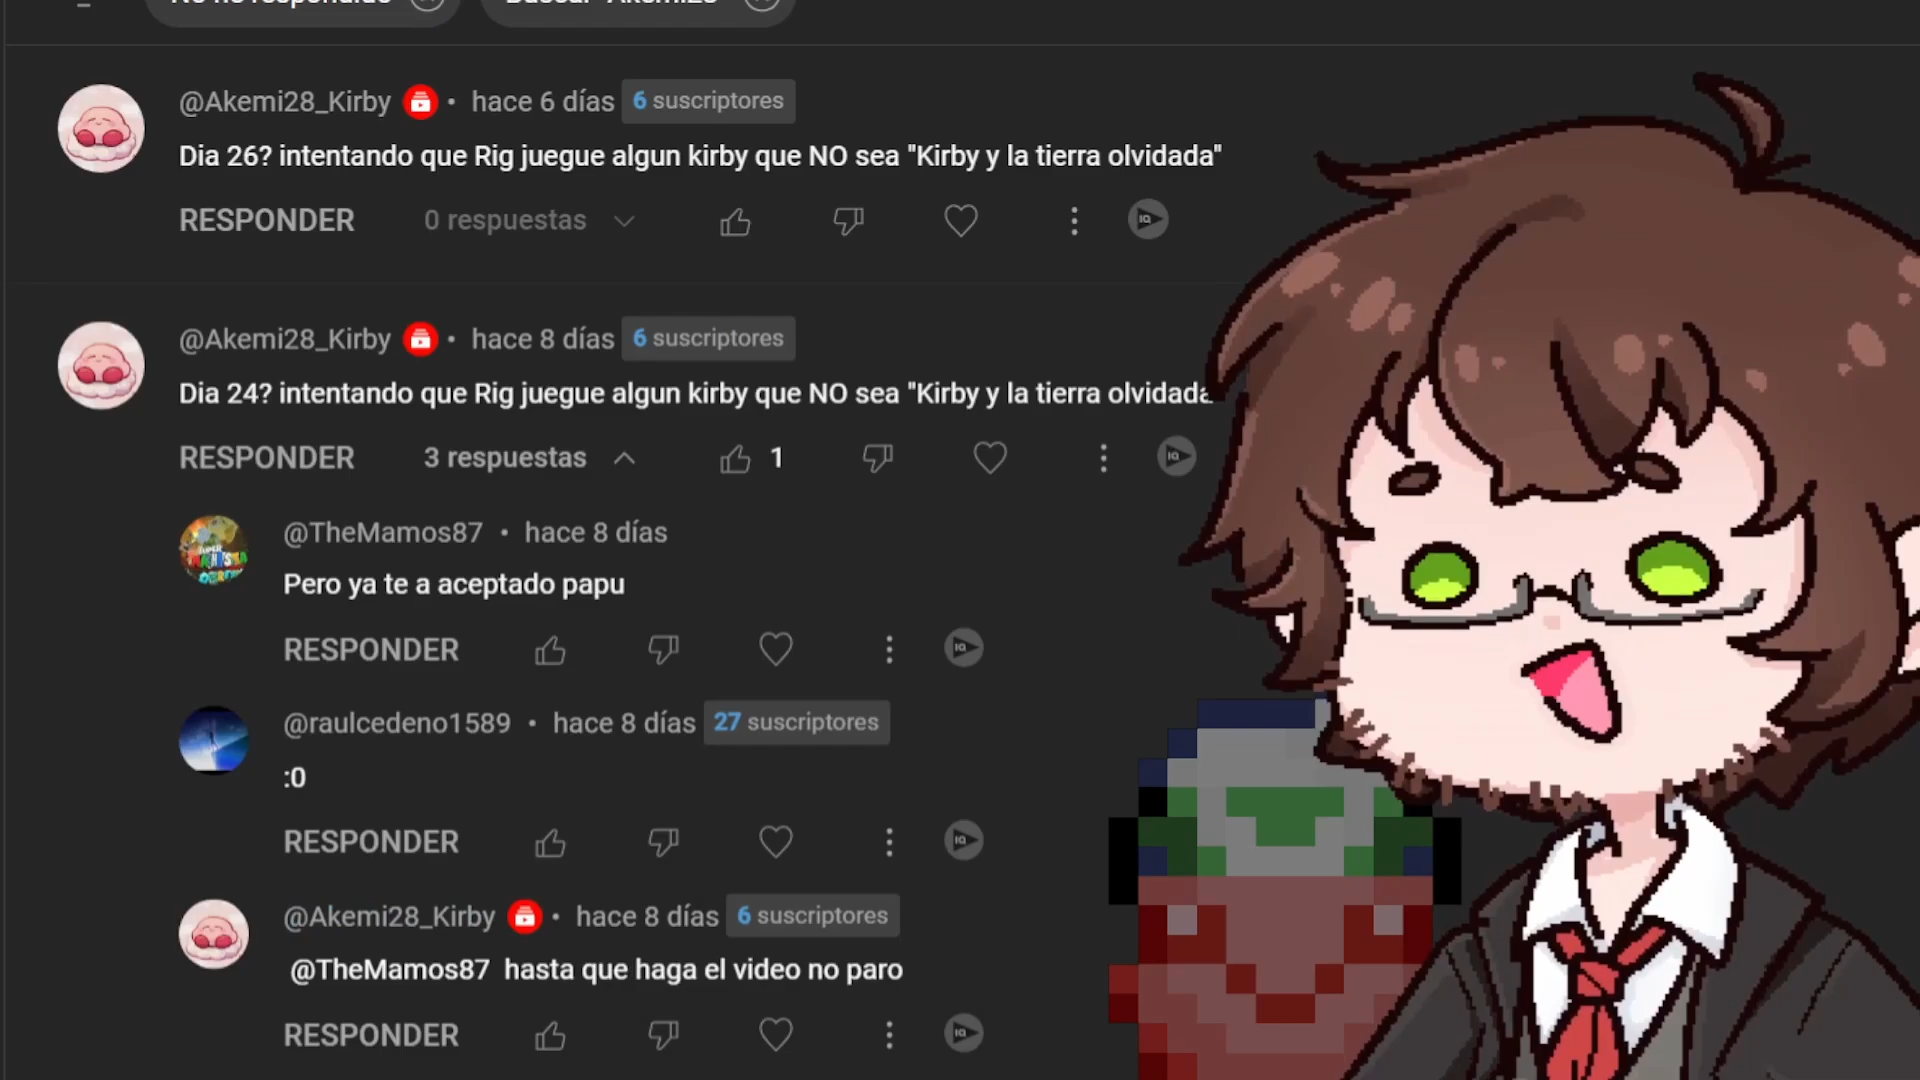 @Akemi28_Kirby • hace 6 días 6 suscriptores
Dia 26? intentando que Rig juegue algun kirby que NO sea "Kirby y la tierra olvidada"
RESPONDER 0 respuestas
@Akemi28_Kirby • hace 8 días 6 suscriptores
Dia 24? intentando que Rig juegue algun kirby que NO sea "Kirby y la tierra olvidada
RESPONDER 3 respuestas 1
@TheMamos87 • hace 8 días
Pero ya te a aceptado papu
RESPONDER
@raulcedeno1589 • hace 8 días 27 suscriptores
:0
RESPONDER
@Akemi28_Kirby • hace 8 días 6 suscriptores
@TheMamos87 hasta que haga el video no paro
RESPONDER